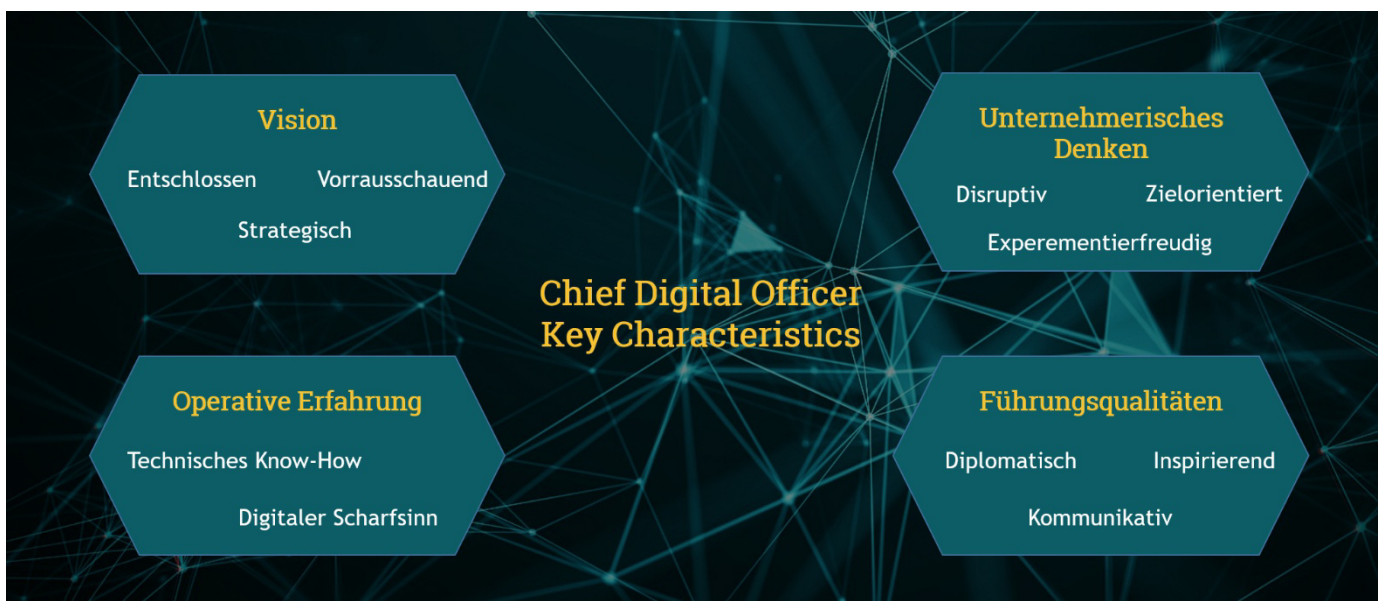 Vision
Entschlossen Vorrausschauend
Strategisch
Unternehmerisches
Denken
Disruptiv Zielorientiert
Experementierfreudig
Chief Digital Officer
Key Characteristics
Operative Erfahrung
Technisches Know-How
Digitaler Scharfsinn
Führungsqualitäten
Diplomatisch Inspirierend
Kommunikativ